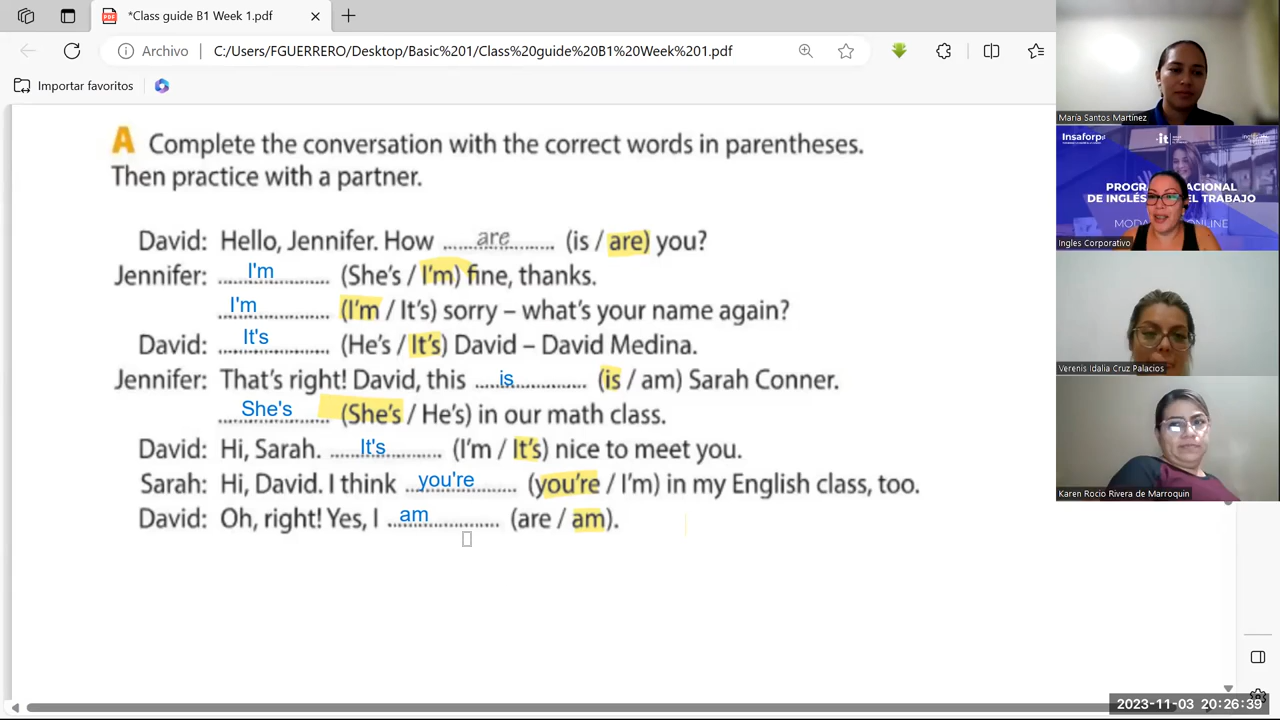 *Class guide B1 Week 1.pdf
Archivo C:/Users/FGUERRERO/Desktop/Basic%201/Class%20guide%20B1%20Week%201.pdf
Importar favoritos
A Complete the conversation with the correct words in parentheses.
Then practice with a partner.
David: Hello, Jennifer. How are (is / are) you?
Jennifer: I'm (She's / I'm) fine, thanks.
I'm (I'm / It's) sorry – what's your name again?
David: It's (He's / It's) David – David Medina.
Jennifer: That's right! David, this is (is / am) Sarah Conner.
She's (She's / He's) in our math class.
David: Hi, Sarah. It's (I'm / It's) nice to meet you.
Sarah: Hi, David. I think you're (you're / I'm) in my English class, too.
David: Oh, right! Yes, I am (are / am).
María Santos Martínez
Insaforp
Ingles Corporativo
Verenis Idalia Cruz Palacios
Karen Rocio Rivera de Marroquin
2023-11-03 20:26:39